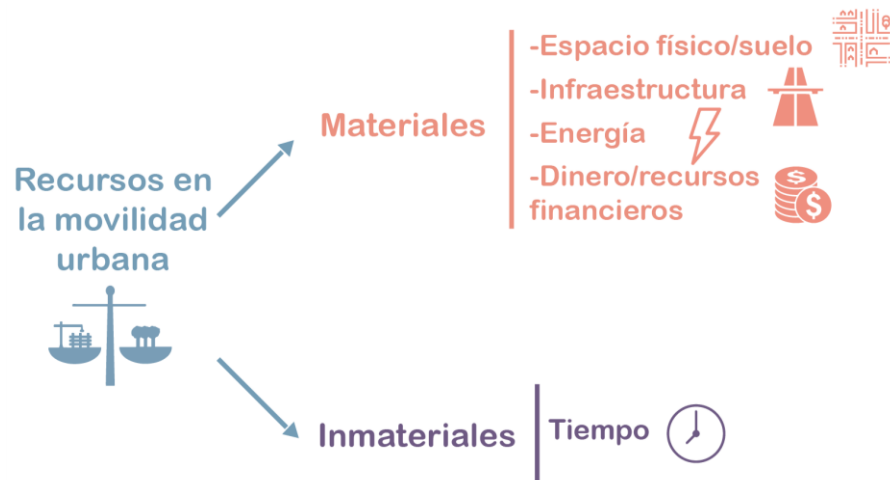 Recursos en
la movilidad
urbana
Materiales
-Espacio físico/suelo
-Infraestructura
-Energía
-Dinero/recursos
financieros
$
$
Inmateriales
Tiempo